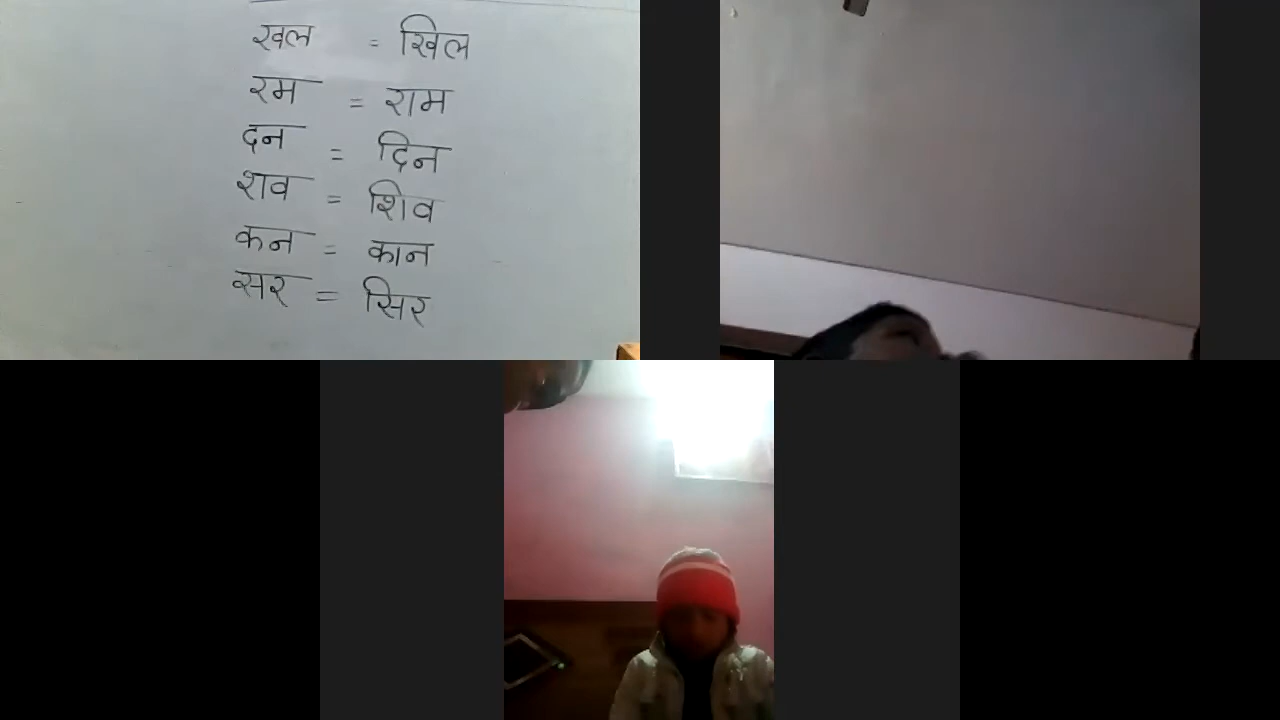 खल = खिल
रम = राम
दन = दिन
शव = शिव
कन = कान
सर = सिर